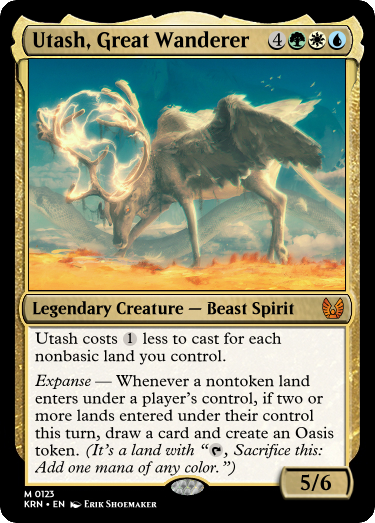 Utash, Great Wanderer 4
Legendary Creature — Beast Spirit
Utash costs 1 less to cast for each
nonbasic land you control.
Expanse — Whenever a nontoken land
enters under a player's control, if two or
more lands entered under their control
this turn, draw a card and create an Oasis
token. (It's a land with “, Sacrifice this:
Add one mana of any color.”)
M 0123
KRN • EN Erik Shoemaker
5/6